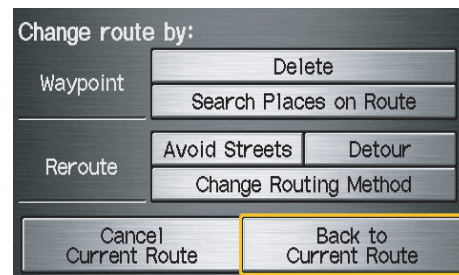 Change route by:
Waypoint
Delete
Search Places on Route
Reroute
Avoid Streets
Detour
Change Routing Method
Cancel
Current Route
Back to
Current Route